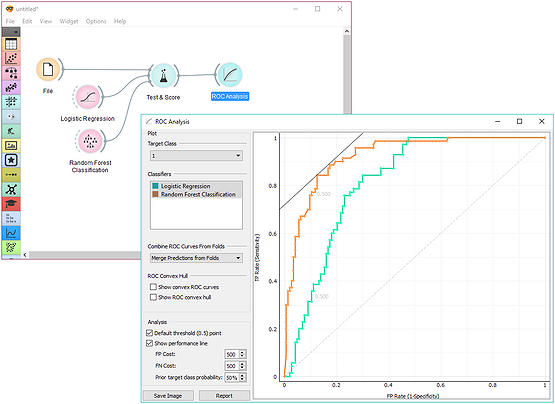 untitled*
File Edit View Widget Options Help
File
Test & Score
ROC Analysis
Logistic Regression
Random Forest
Classification
ROC Analysis
Plot
Target Class
1
Classifiers
Logistic Regression
Random Forest Classification
Combine ROC Curves From Folds
Merge Predictions from Folds
ROC Convex Hull
Show convex ROC curves
Show ROC convex hull
Analysis
Default threshold (0.5) point
Show performance line
FP Cost: 500
FN Cost: 500
Prior target class probability: 50%
Save Image Report
1
0.8
0.6
0.4
0.2
0
TP Rate (Sensitivity)
0.500
0.500
0 0.2 0.4 0.6 0.8 1
FP Rate (1-Specificity)